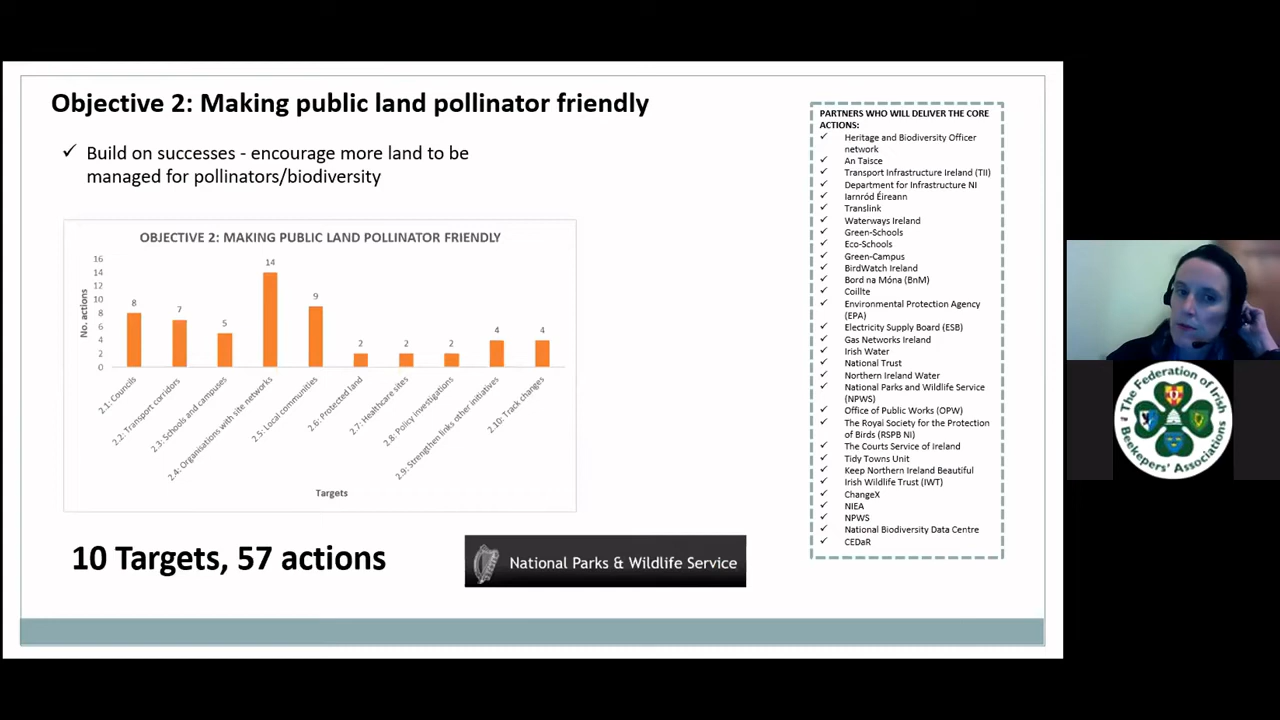 Objective 2: Making public land pollinator friendly
✓ Build on successes - encourage more land to be
managed for pollinators/biodiversity
OBJECTIVE 2: MAKING PUBLIC LAND POLLINATOR FRIENDLY
No. actions
16
14
12
10
8
6
4
2
0
8
7
5
14
9
2
2
2
4
4
2.1: Councils
2.2: Transport corridors
2.3: Schools and campuses
2.4: Organisations with site networks
2.5: Local communities
2.6: Protected land
2.7: Healthcare sites
2.8: Policy investigations
2.9: Strengthen links other initiatives
2.10: Track changes
Targets
10 Targets, 57 actions
National Parks & Wildlife Service
PARTNERS WHO WILL DELIVER THE CORE
ACTIONS:
✓ Heritage and Biodiversity Officer
network
✓ An Taisce
✓ Transport Infrastructure Ireland (TII)
✓ Department for Infrastructure NI
✓ Iarnród Éireann
✓ Translink
✓ Waterways Ireland
✓ Green-Schools
✓ Eco-Schools
✓ Green-Campus
✓ BirdWatch Ireland
✓ Bord na Móna (BnM)
✓ Coillte
✓ Environmental Protection Agency
(EPA)
✓ Electricity Supply Board (ESB)
✓ Gas Networks Ireland
✓ Irish Water
✓ National Trust
✓ Northern Ireland Water
✓ National Parks and Wildlife Service
(NPWS)
✓ Office of Public Works (OPW)
✓ The Royal Society for the Protection
of Birds (RSPB NI)
✓ The Courts Service of Ireland
✓ Tidy Towns Unit
✓ Keep Northern Ireland Beautiful
✓ Irish Wildlife Trust (IWT)
✓ ChangeX
✓ NIEA
✓ NPWS
✓ National Biodiversity Data Centre
✓ CEDaR
The Federation of Irish
Beekepers' Associations